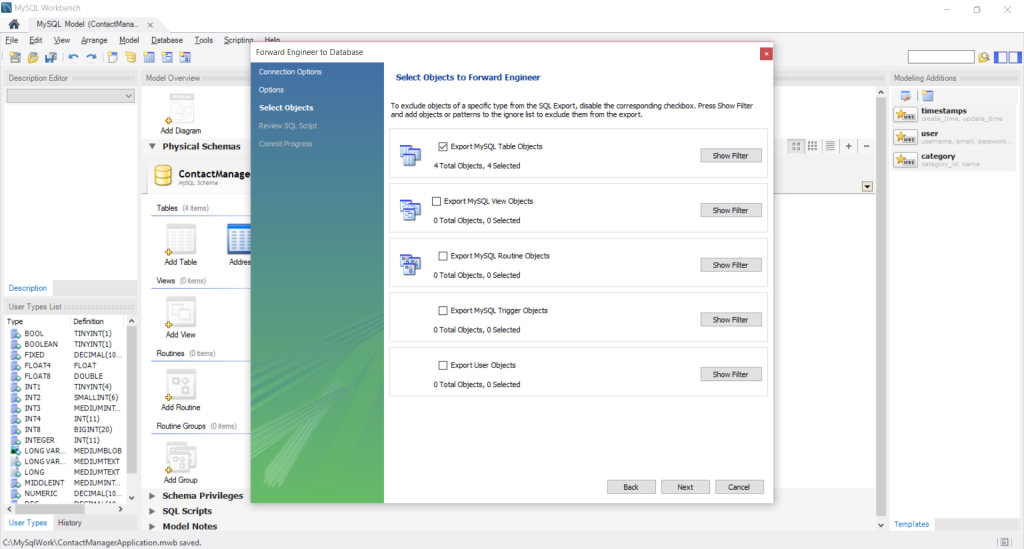 MySQL Workbench
MySQL Model (ContactMana..
File Edit View Arrange Model Database Tools Scripting Help
Description Editor
Description
User Types List
Type Definition
BOOL TINYINT(1)
BOOLEAN TINYINT(1)
FIXED DECIMAL(10...
FLOAT4 FLOAT
FLOAT8 DOUBLE
INT1 TINYINT(4)
INT2 SMALLINT(6)
INT3 MEDIUMINT...
INT4 INT(11)
INT8 BIGINT(20)
INTEGER INT(11)
LONG VAR... MEDIUMBLOB
LONG VAR... MEDIUMTEXT
LONG MEDIUMTEXT
MIDDLEINT MEDIUMINT...
NUMERIC DECIMAL(10...
User Types History
Model Overview
Add Diagram
Physical Schemas
ContactManage
MySQL Schema
Tables (4 items)
Add Table
Addres
Views (0 items)
Add View
Routines (0 items)
Add Routine
Routine Groups (0 items)
Add Group
Schema Privileges
SQL Scripts
Model Notes
Forward Engineer to Database
Connection Options
Options
Select Objects
Review SQL Script
Commit Progress
Select Objects to Forward Engineer
To exclude objects of a specific type from the SQL Export, disable the corresponding checkbox. Press Show Filter
and add objects or patterns to the ignore list to exclude them from the export.
Export MySQL Table Objects
4 Total Objects, 4 Selected
Show Filter
Export MySQL View Objects
0 Total Objects, 0 Selected
Show Filter
Export MySQL Routine Objects
0 Total Objects, 0 Selected
Show Filter
Export MySQL Trigger Objects
0 Total Objects, 0 Selected
Show Filter
Export User Objects
0 Total Objects, 0 Selected
Show Filter
Back Next Cancel
Modeling Additions
timestamps
create_time, update_time
user
username, email, password...
category
category_id, name
Templates
C:\MySqlWork\ContactManagerApplication.mwb saved.